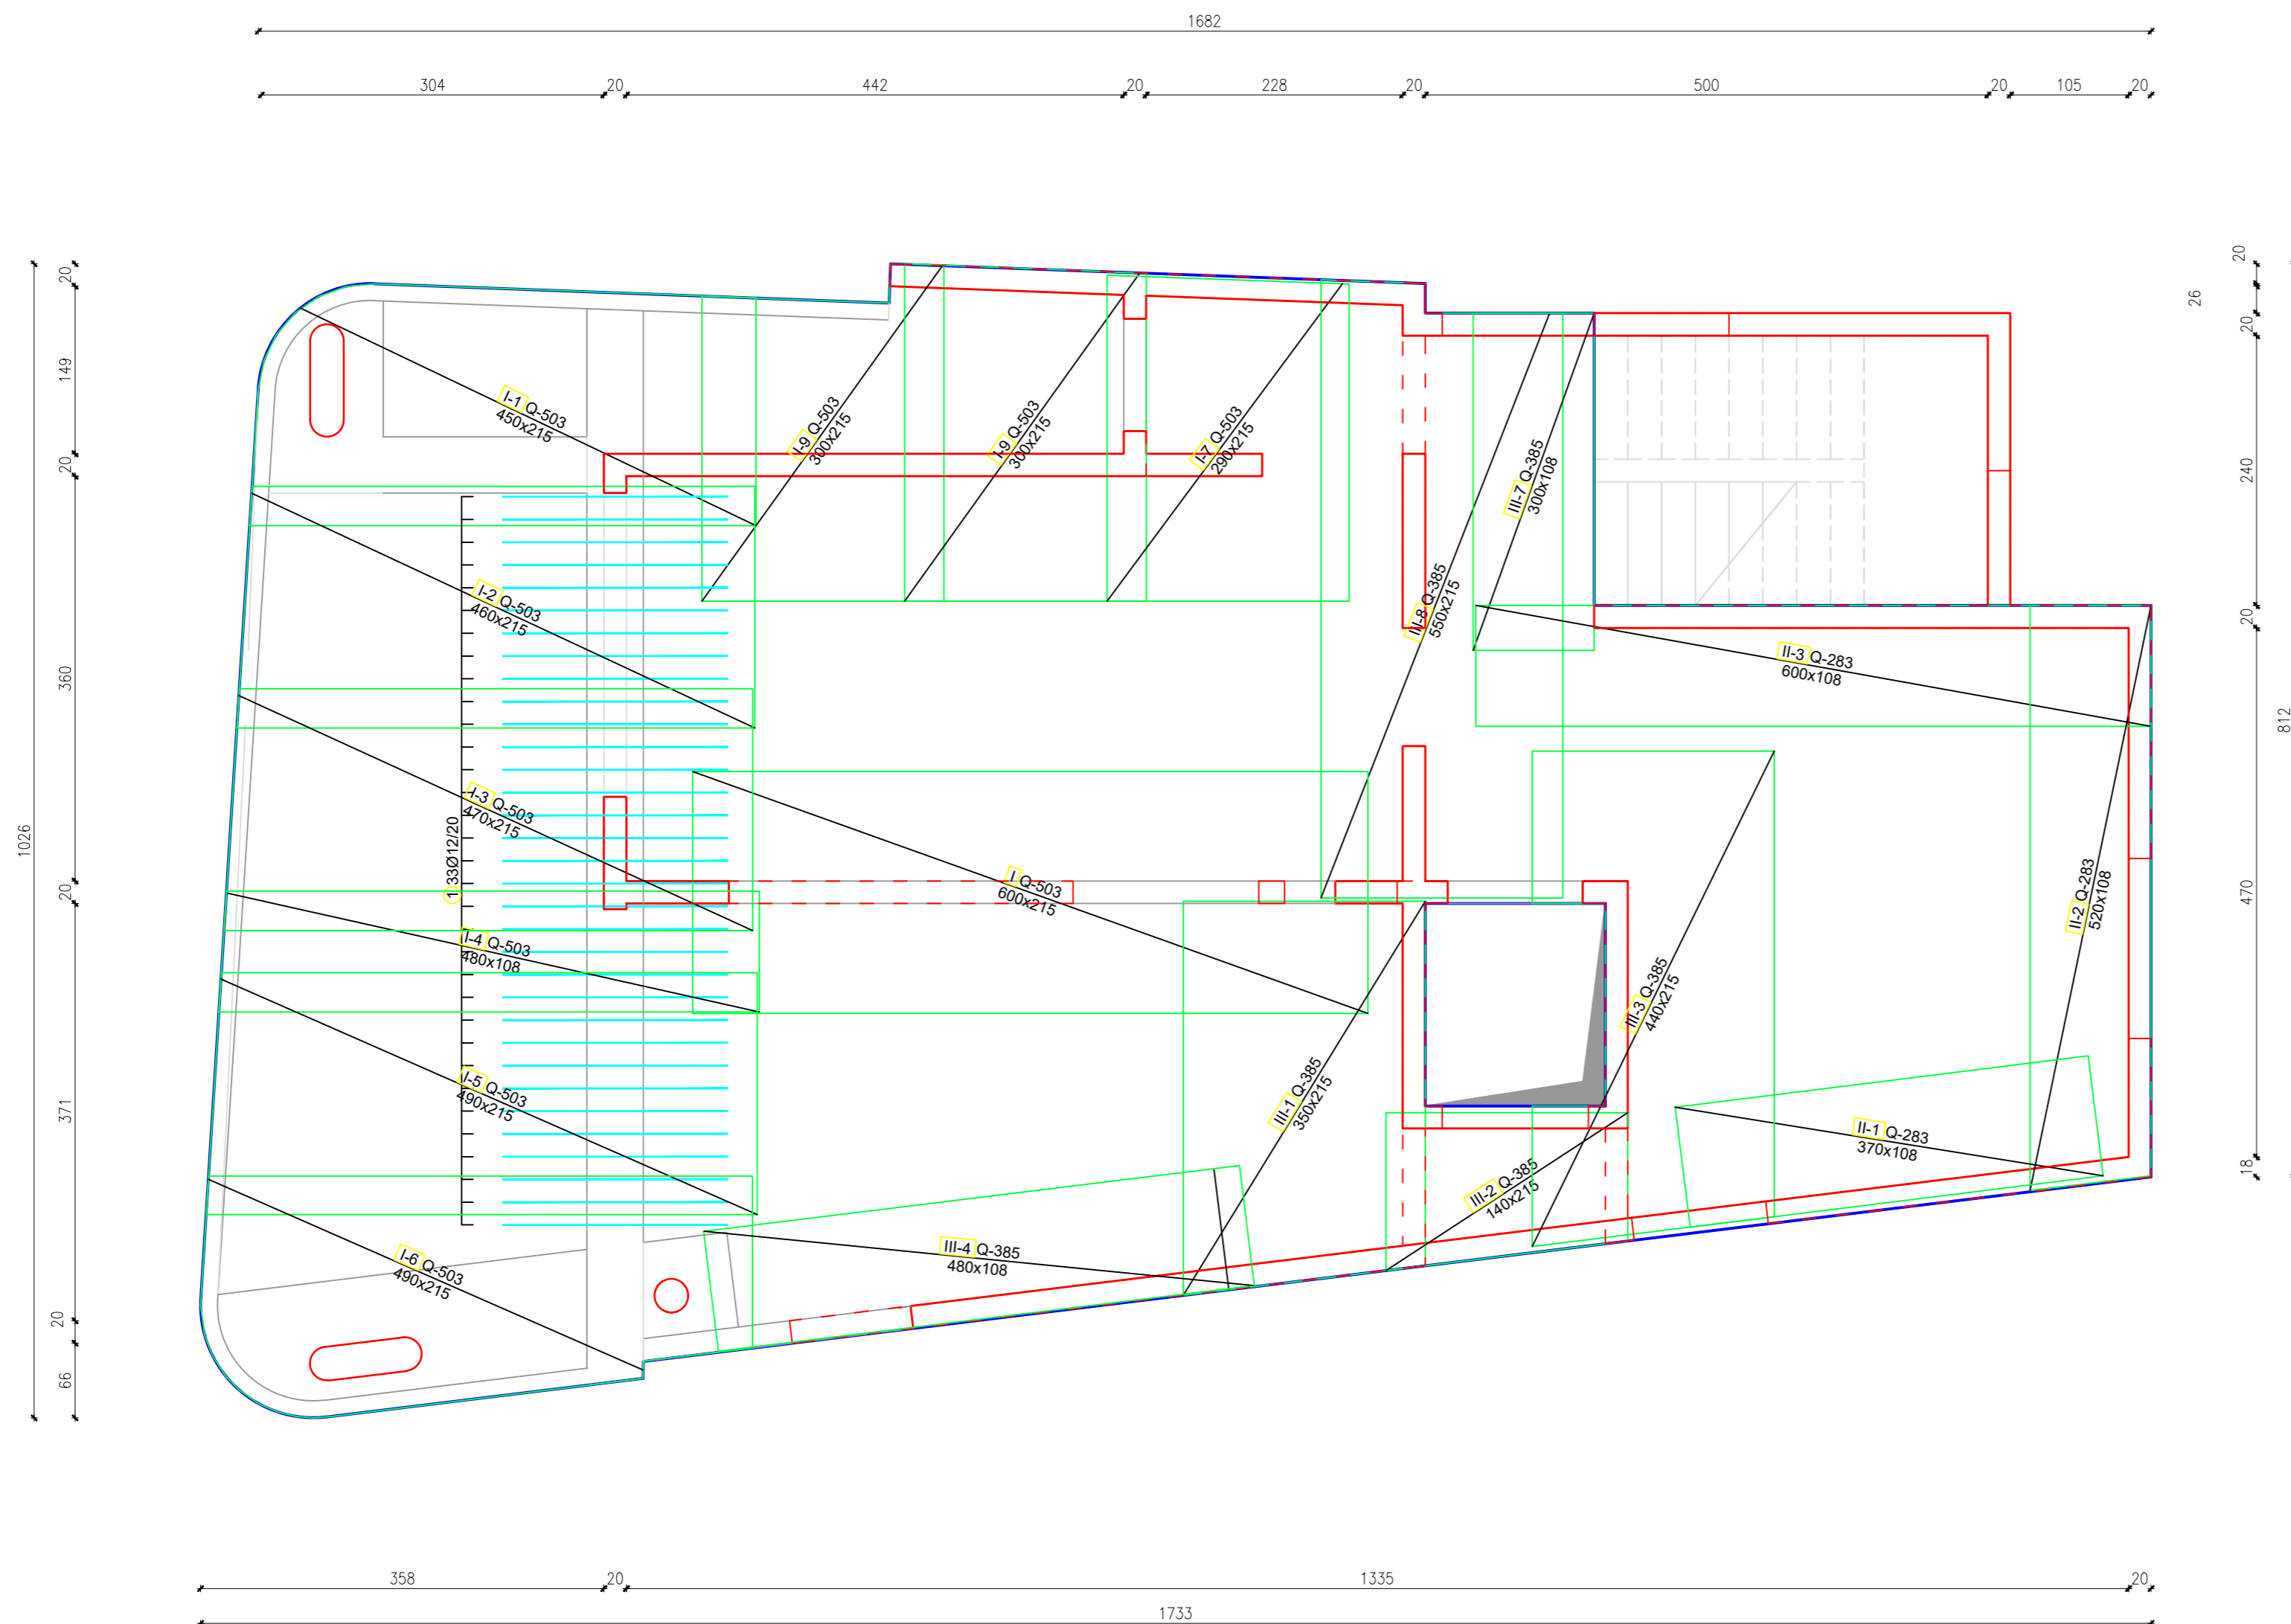 1682
304
20
442
20
228
20
500
20
105
20
20
149
20
360
20
371
20
66
1026
20
26
20
240
20
812
470
18
I-1 Q-503
450x215
I-9 Q-503
300x215
I-9 Q-503
300x215
I-7 Q-503
290x215
III-7 Q-385
300x108
III-8 Q-385
550x215
I-2 Q-503
460x215
II-3 Q-283
600x108
I-3 Q-503
470x215
1 33Ø12/20
I Q-503
600x215
II-2 Q-283
520x108
I-4 Q-503
480x108
III-3 Q-385
440x215
I-5 Q-503
490x215
III-1 Q-385
350x215
II-1 Q-283
370x108
III-2 Q-385
140x215
I-6 Q-503
490x215
III-4 Q-385
480x108
358
20
1335
20
1733